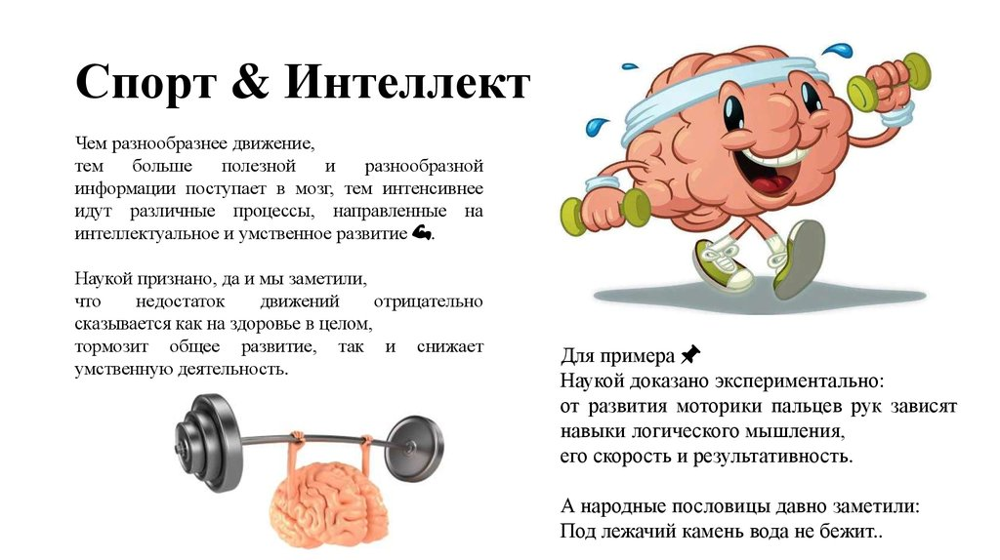 Спорт & Интеллект
Чем разнообразнее движение,
тем больше полезной и разнообразной
информации поступает в мозг, тем интенсивнее
идут различные процессы, направленные на
интеллектуальное и умственное развитие 💪.
Наукой признано, да и мы заметили,
что недостаток движений отрицательно
сказывается как на здоровье в целом,
тормозит общее развитие, так и снижает
умственную деятельность.
Для примера 📌
Наукой доказано экспериментально:
от развития моторики пальцев рук зависят
навыки логического мышления,
его скорость и результативность.
А народные пословицы давно заметили:
Под лежачий камень вода не бежит..